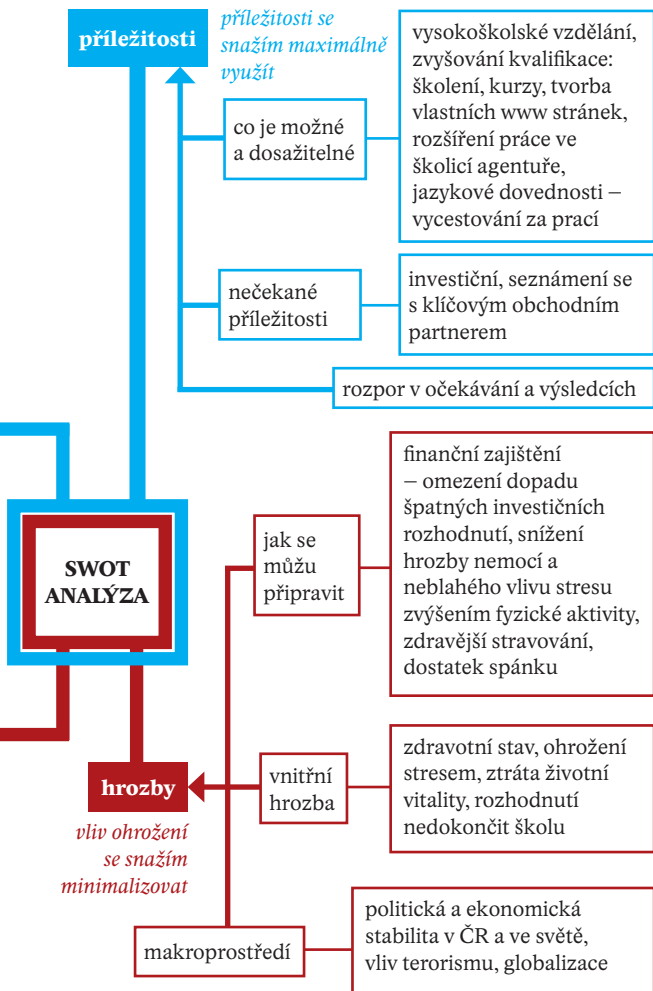 příležitosti
příležitosti se
snažím maximálně
využít
co je možné
a dosažitelné
vysokoškolské vzdělání,
zvyšování kvalifikace:
školení, kurzy, tvorba
vlastních www stránek,
rozšíření práce ve
školicí agentuře,
jazykové dovednosti –
vycestování za prací
nečekané
příležitosti
investiční, seznámení se
s klíčovým obchodním
partnerem
rozpor v očekávání a výsledcích
SWOT
ANALÝZA
jak se
můžu
připravit
finanční zajištění
– omezení dopadu
špatných investičních
rozhodnutí, snížení
hrozby nemocí a
neblahého vlivu stresu
zvýšením fyzické aktivity,
zdravější stravování,
dostatek spánku
hrozby
vliv ohrožení
se snažím
minimalizovat
vnitřní
hrozba
zdravotní stav, ohrožení
stresem, ztráta životní
vitality, rozhodnutí
nedokončit školu
makroprostředí
politická a ekonomická
stabilita v ČR a ve světě,
vliv terorismu, globalizace